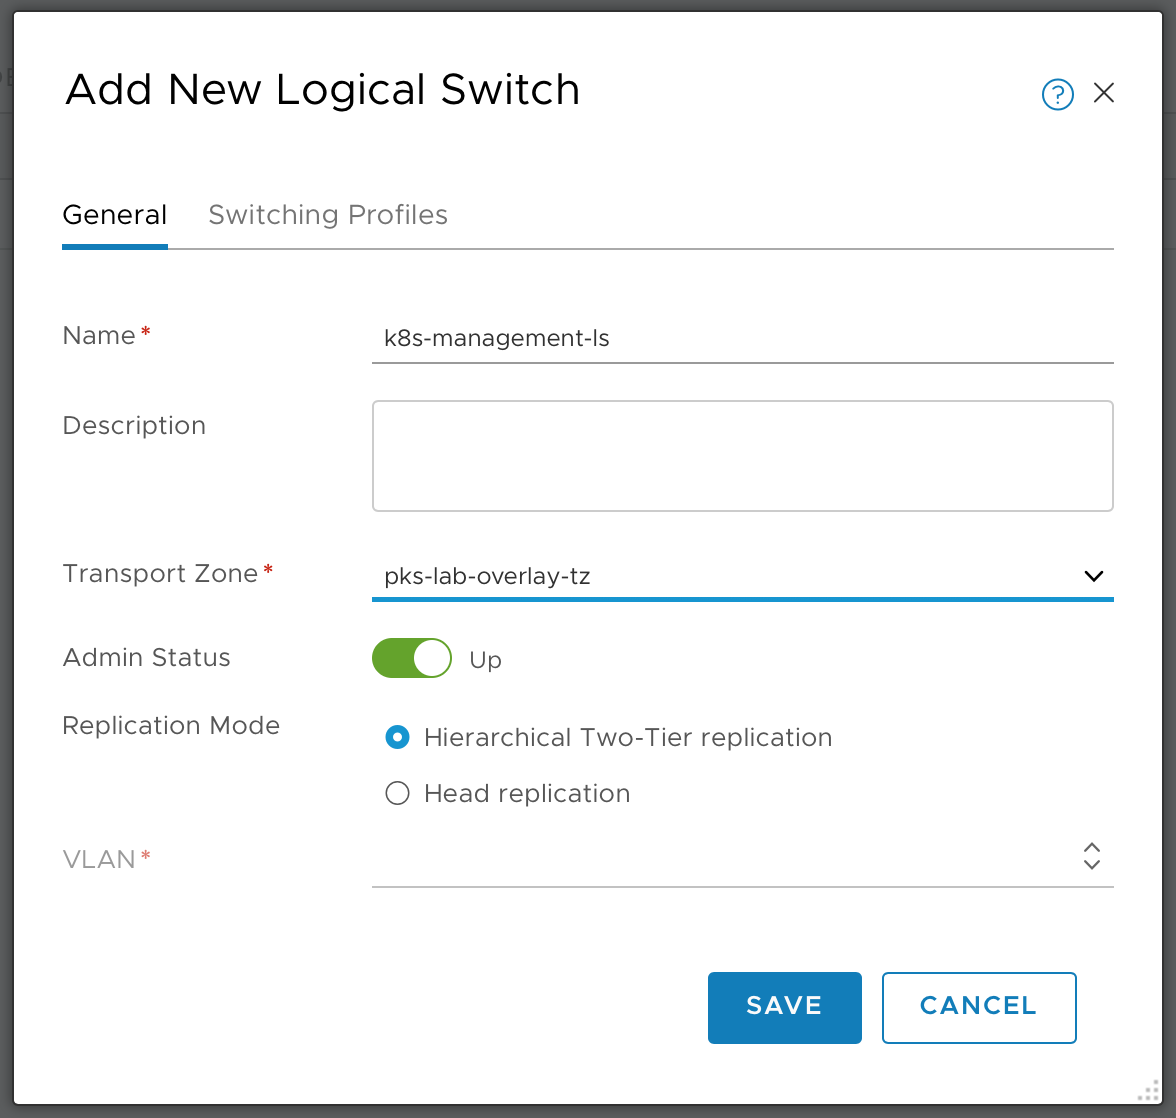 Add New Logical Switch
?
General Switching Profiles
Name* k8s-management-ls
Description
Transport Zone* pks-lab-overlay-tz
Admin Status Up
Replication Mode
Hierarchical Two-Tier replication
Head replication
VLAN*
SAVE CANCEL